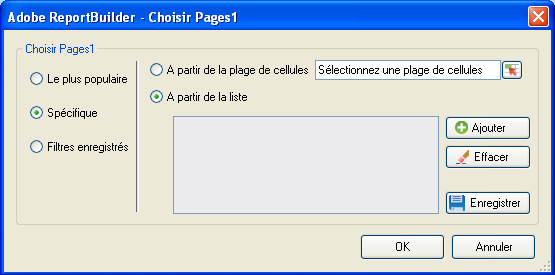 Adobe ReportBuilder - Choisir Pages1
Choisir Pages1
Le plus populaire
Spécifique
Filtres enregistrés
A partir de la plage de cellules
Sélectionnez une plage de cellules
A partir de la liste
Ajouter
Effacer
Enregistrer
OK
Annuler